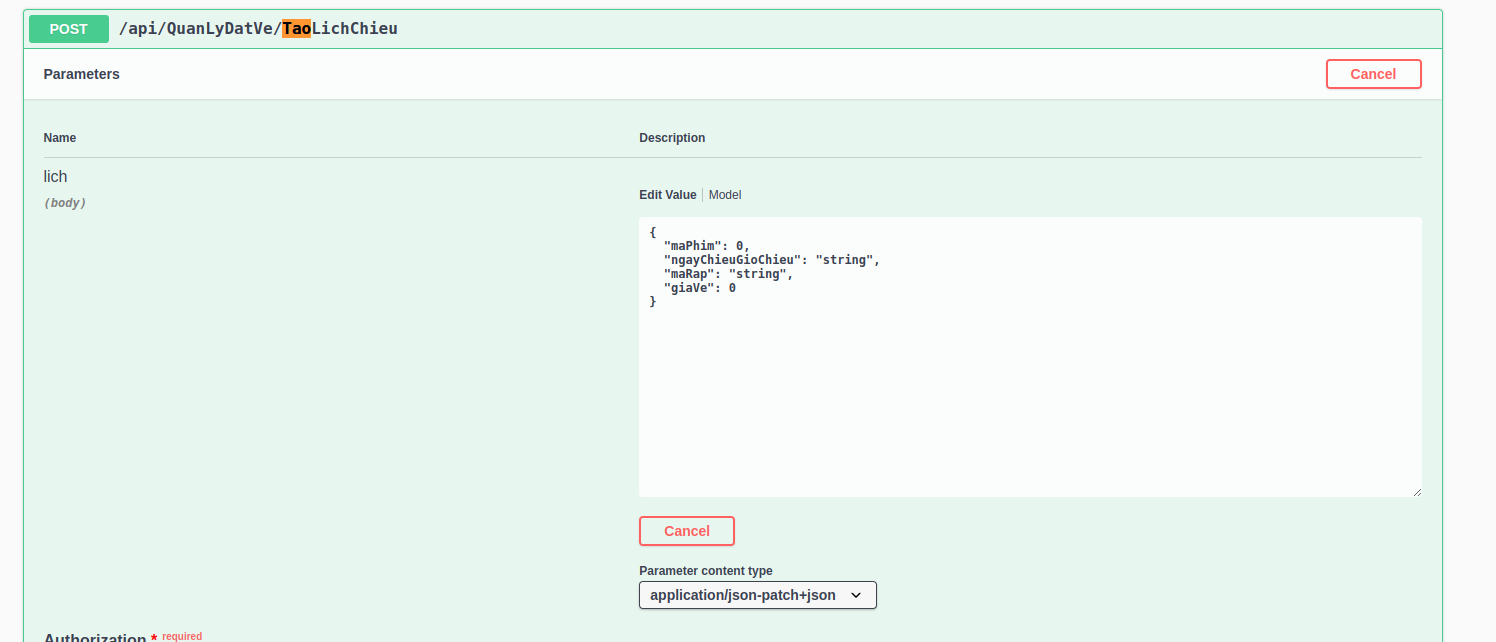 POST /api/QuanLyDatVe/TaoLichChieu
Parameters
Cancel
Name
Description
lich
(body)
Edit Value
Model
{
"maPhim": 0,
"ngayChieuGioChieu": "string",
"maRap": "string",
"giaVe": 0
}
Cancel
Parameter content type
application/json-patch+json
Authorization * required